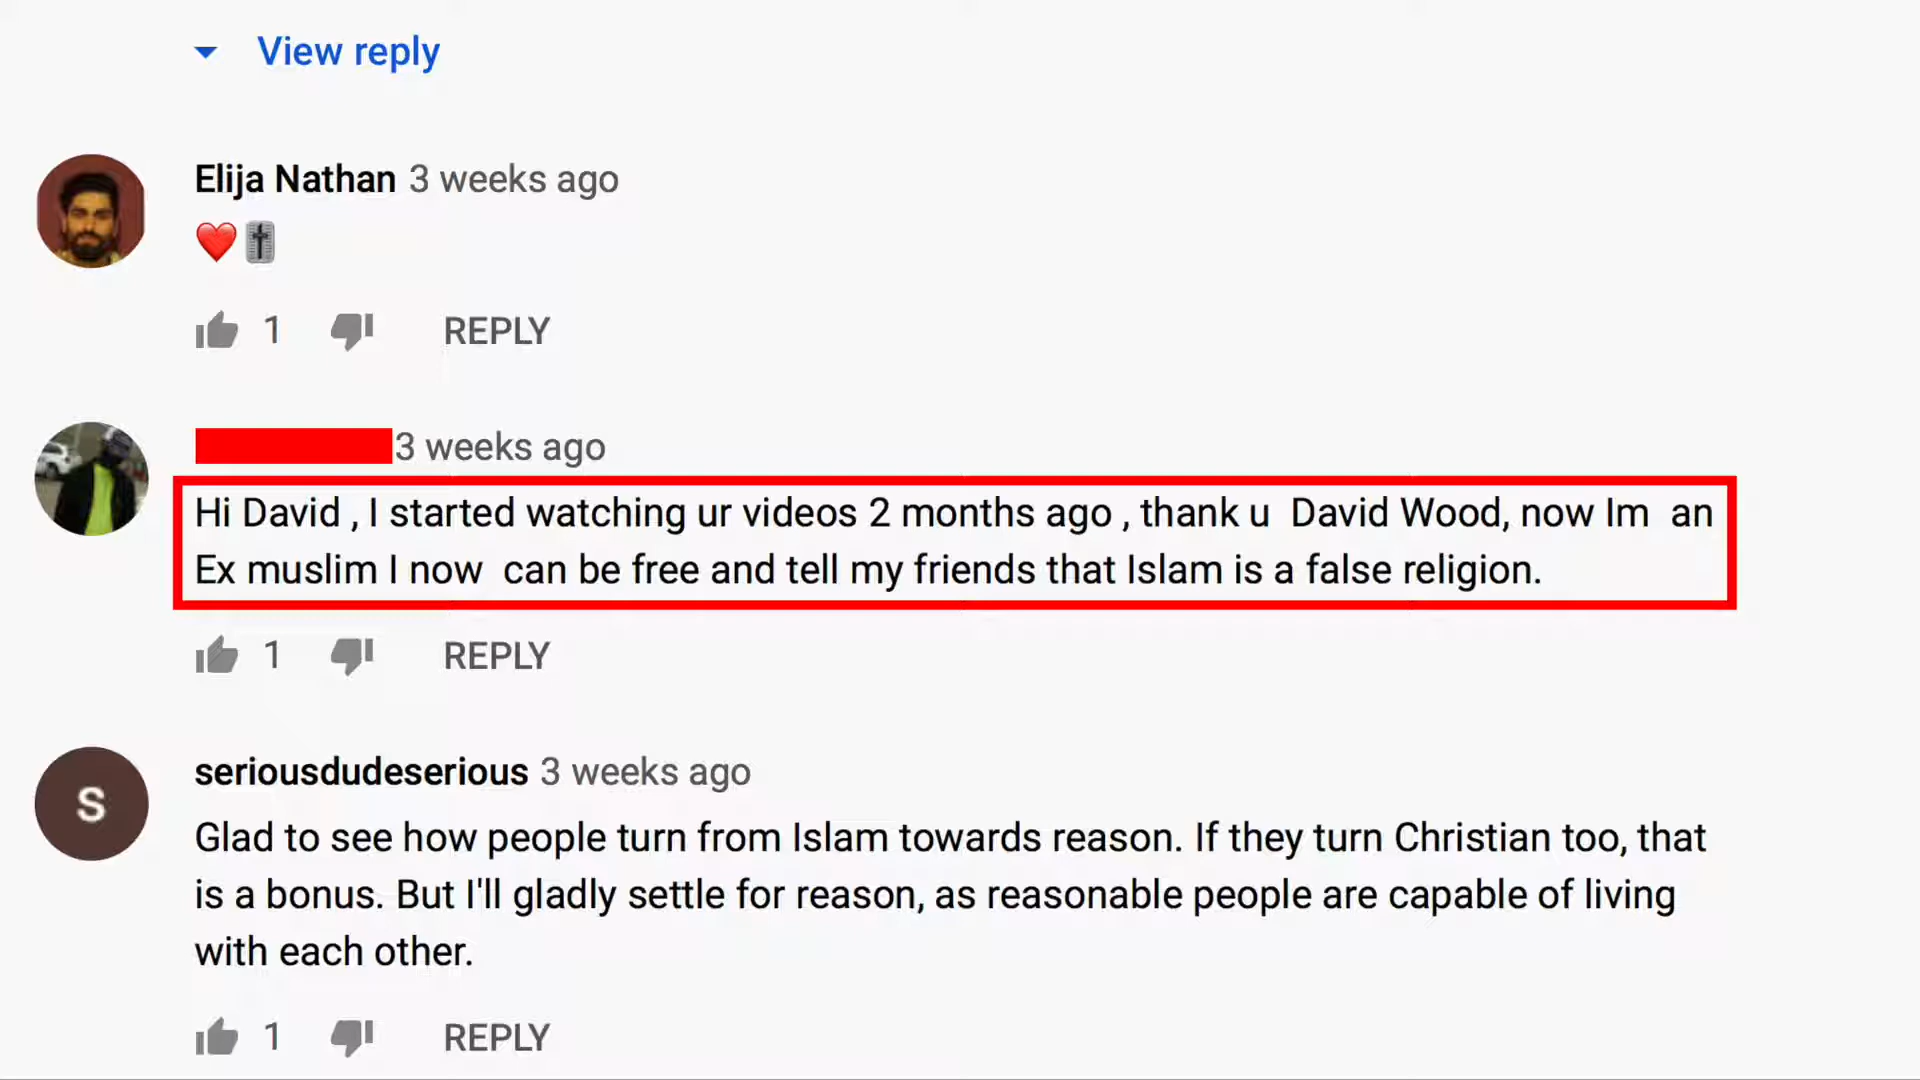 View reply
Elija Nathan 3 weeks ago
❤️
1 REPLY
3 weeks ago
Hi David , I started watching ur videos 2 months ago , thank u  David Wood, now Im  an
Ex muslim I now  can be free and tell my friends that Islam is a false religion.
1 REPLY
S
seriousdudeserious 3 weeks ago
Glad to see how people turn from Islam towards reason. If they turn Christian too, that
is a bonus. But I'll gladly settle for reason, as reasonable people are capable of living
with each other.
1 REPLY